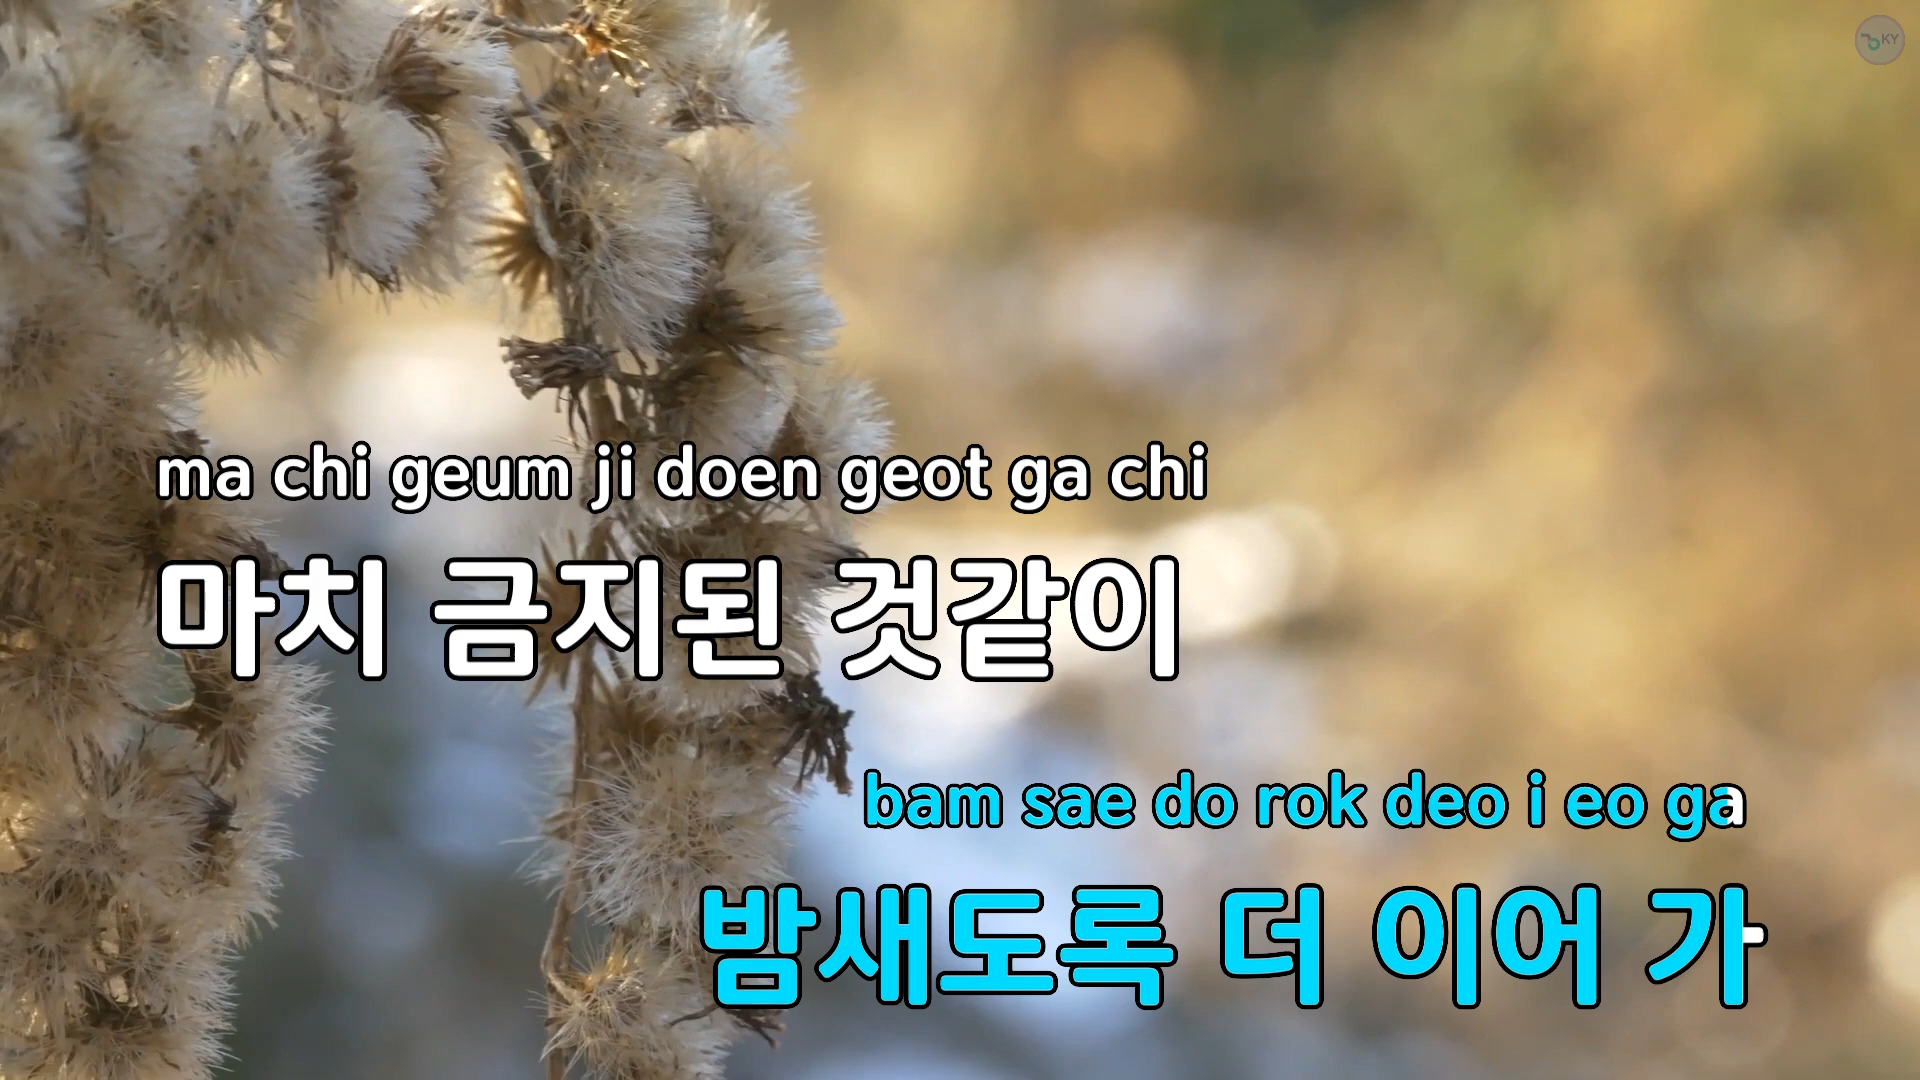 KY
ma chi geum ji doen geot ga chi
마치 금지된 것같이
bam sae do rok deo i eo ga
밤새도록 더 이어 가